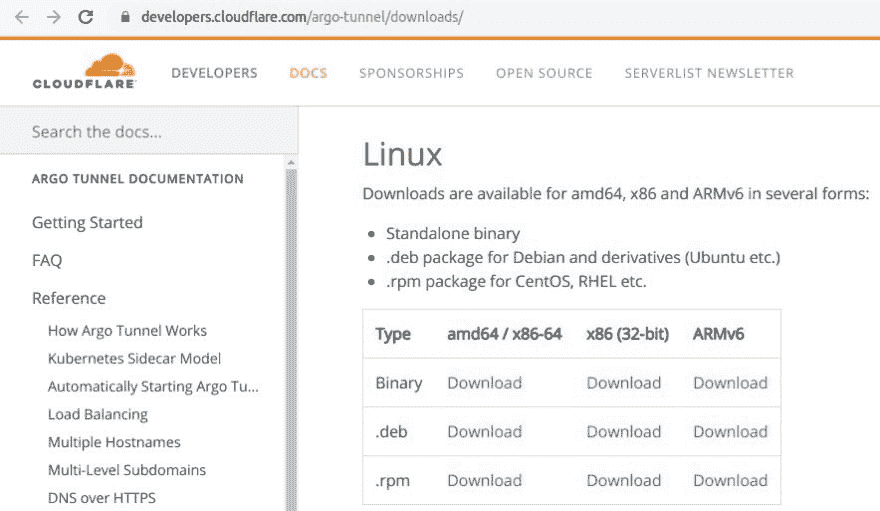 developers.cloudflare.com/argo-tunnel/downloads/
CLOUDFLARE
DEVELOPERS DOCS SPONSORSHIPS OPEN SOURCE SERVERLIST NEWSLETTER
Search the docs...
ARGO TUNNEL DOCUMENTATION
Getting Started
FAQ
Reference
How Argo Tunnel Works
Kubernetes Sidecar Model
Automatically Starting Argo Tu...
Load Balancing
Multiple Hostnames
Multi-Level Subdomains
DNS over HTTPS
Linux
Downloads are available for amd64, x86 and ARMv6 in several forms:
Standalone binary
.deb package for Debian and derivatives (Ubuntu etc.)
.rpm package for CentOS, RHEL etc.
Type amd64 / x86-64 x86 (32-bit) ARMv6
Binary Download Download Download
.deb Download Download Download
.rpm Download Download Download